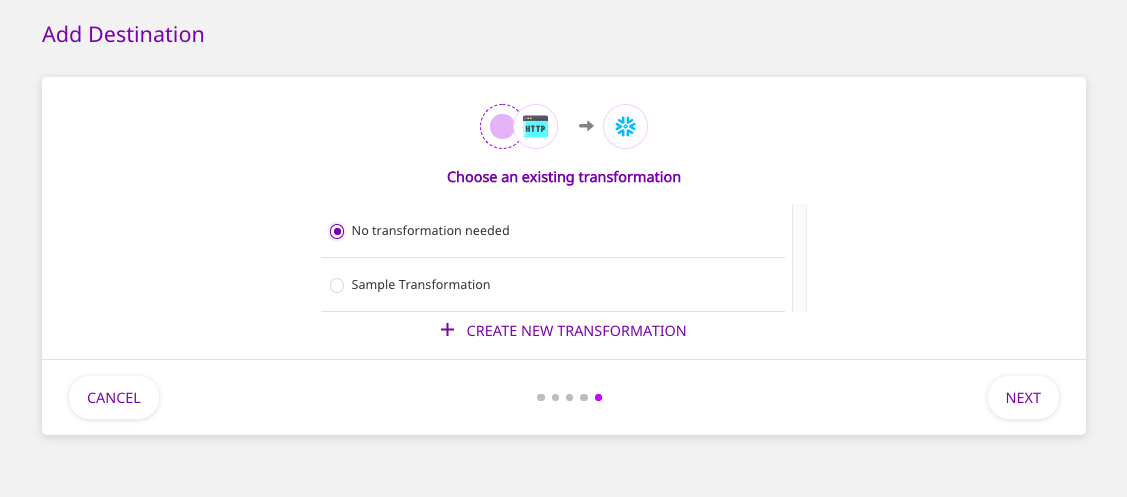 Add Destination
HTTP
Choose an existing transformation
No transformation needed
Sample Transformation
+ CREATE NEW TRANSFORMATION
CANCEL
NEXT